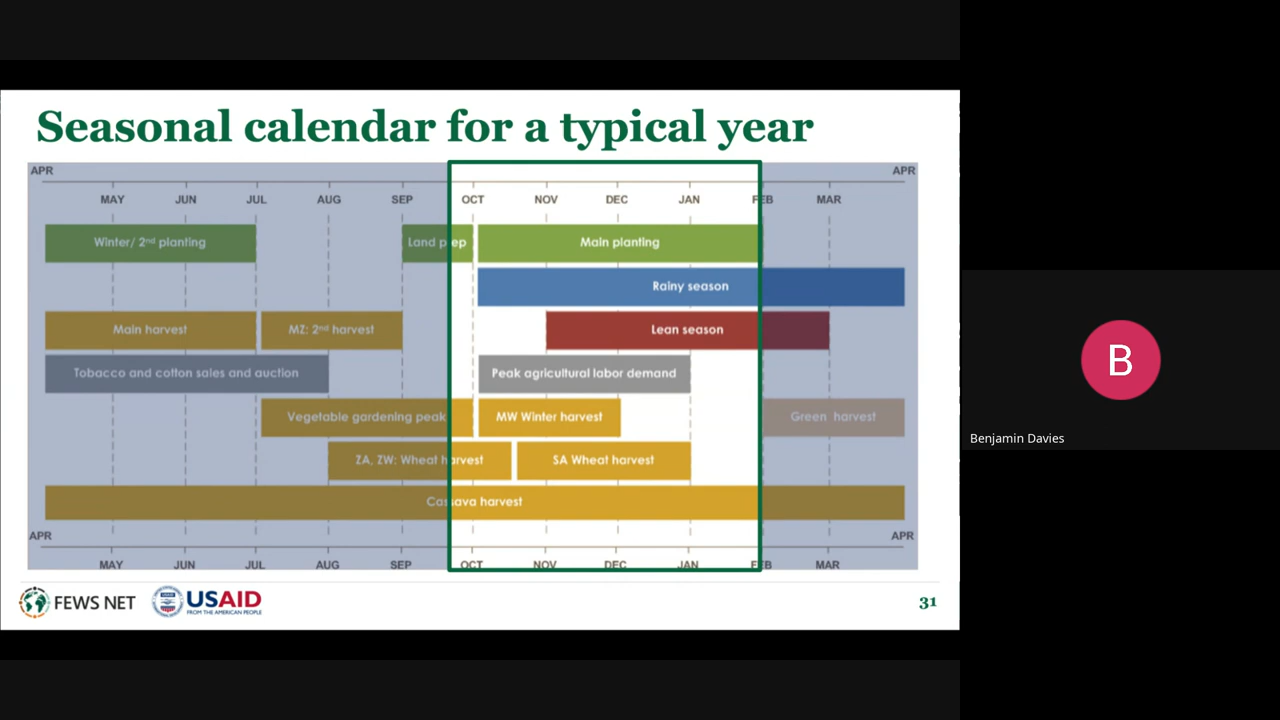 Seasonal calendar for a typical year
APR APR
MAY JUN JUL AUG SEP OCT NOV DEC JAN FEB MAR
Winter/ 2nd planting Land prep Main planting
Rainy season
Main harvest MZ: 2nd harvest Lean season
Tobacco and cotton sales and auction Peak agricultural labor demand
Vegetable gardening peak MW Winter harvest Green harvest
ZA, ZW: Wheat harvest SA Wheat harvest
Cassava harvest
APR APR
MAY JUN JUL AUG SEP OCT NOV DEC JAN FEB MAR
FEWS NET USAID
FROM THE AMERICAN PEOPLE
31
B
Benjamin Davies